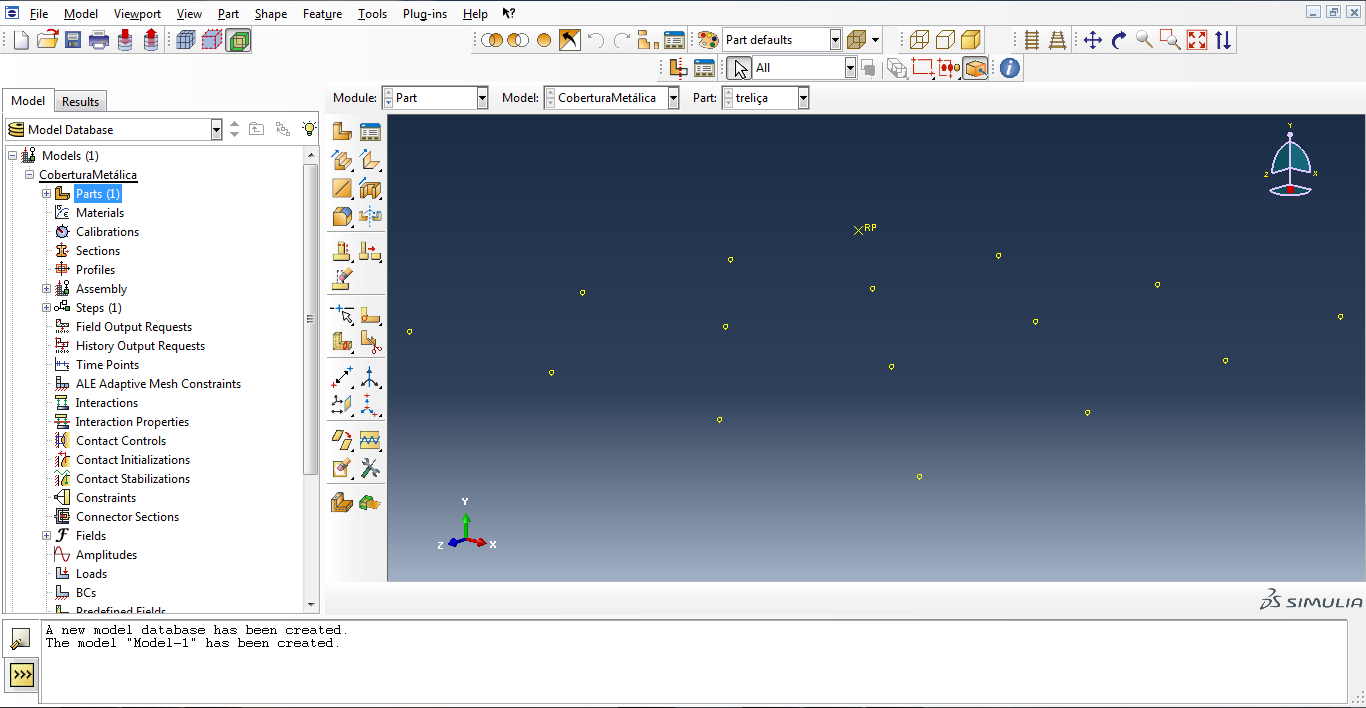 File Model Viewport View Part Shape Feature Tools Plug-ins Help
Part defaults
All
Model Results
Module: Part Model: CoberturaMetálica Part: treliça
Model Database
Models (1)
CoberturaMetálica
Parts (1)
Materials
Calibrations
Sections
Profiles
Assembly
Steps (1)
Field Output Requests
History Output Requests
Time Points
ALE Adaptive Mesh Constraints
Interactions
Interaction Properties
Contact Controls
Contact Initializations
Contact Stabilizations
Constraints
Connector Sections
Fields
Amplitudes
Loads
BCs
Predefined Fields
Y
Z X
RP
Y
Z X
SIMULIA
A new model database has been created.
The model "Model-1" has been created.